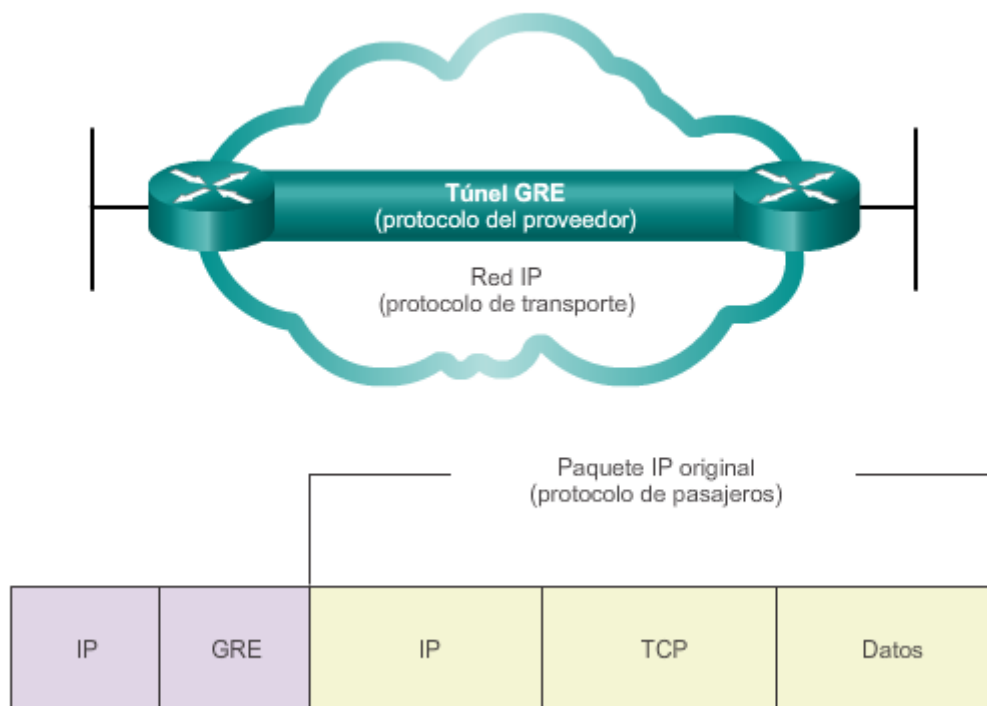 Túnel GRE
(protocolo del proveedor)
Red IP
(protocolo de transporte)
Paquete IP original
(protocolo de pasajeros)
IP
GRE
IP
TCP
Datos